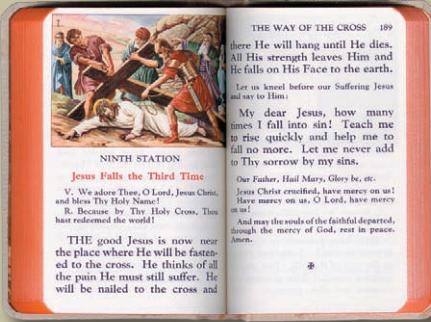 NINTH STATION
Jesus Falls the Third Time
V. We adore Thee, O Lord, Jesus Christ,
and bless Thy Holy Name!
R. Because by Thy Holy Cross, Thou
hast redeemed the world!
THE good Jesus is now near
the place where He will be fasten-
ed to the cross. He thinks of all
the pain He must still suffer. He
will be nailed to the cross and
THE WAY OF THE CROSS 189
there He will hang until He dies.
All His strength leaves Him and
He falls on His Face to the earth.
Let us kneel before our Suffering Jesus
and say to Him:
My dear Jesus, how many
times I fall into sin! Teach me
to rise quickly and help me to
fall no more. Let me never add
to Thy sorrow by my sins.
Our Father, Hail Mary, Glory be, etc.
Jesus Christ crucified, have mercy on us!
Have mercy on us, O Lord, have mercy
on us!
And may the souls of the faithful departed,
through the mercy of God, rest in peace.
Amen.